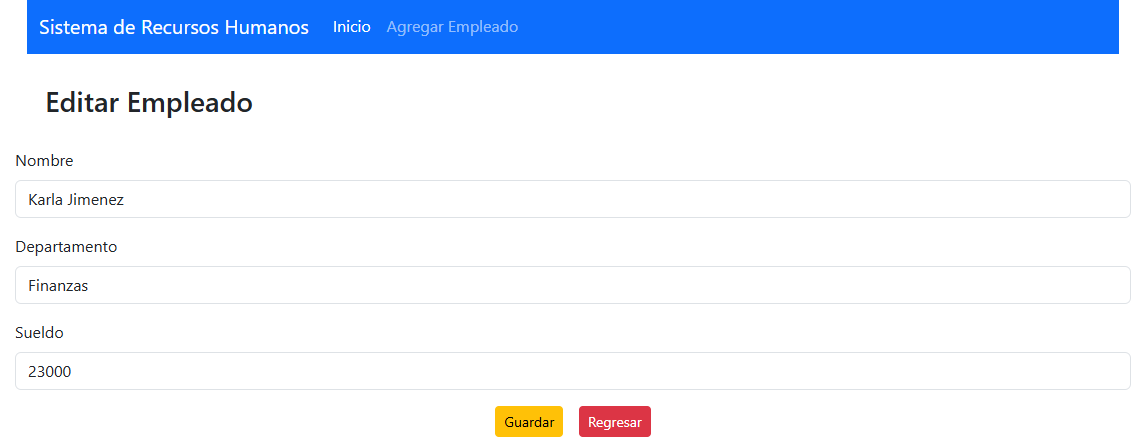 Sistema de Recursos Humanos Inicio Agregar Empleado
Editar Empleado
Nombre
Karla Jimenez
Departamento
Finanzas
Sueldo
23000
Guardar Regresar